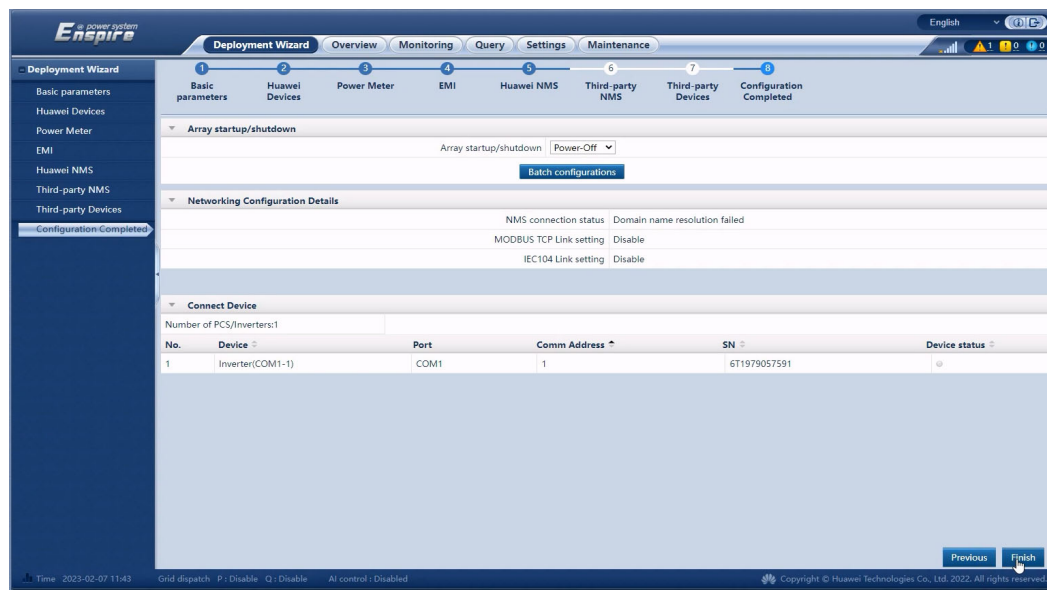 Enspire e power system
English
Deployment Wizard Overview Monitoring Query Settings Maintenance
1 0 0
Deployment Wizard
Basic parameters
Huawei Devices
Power Meter
EMI
Huawei NMS
Third-party NMS
Third-party Devices
Configuration Completed
1 2 3 4 5 6 7 8
Basic parameters
Huawei Devices
Power Meter
EMI
Huawei NMS
Third-party NMS
Third-party Devices
Configuration Completed
Array startup/shutdown
Array startup/shutdown Power-Off
Batch configurations
Networking Configuration Details
NMS connection status Domain name resolution failed
MODBUS TCP Link setting Disable
IEC104 Link setting Disable
Connect Device
Number of PCS/Inverters:1
No. Device Port Comm Address SN Device status
1 Inverter(COM1-1) COM1 1 6T1979057591
Previous Finish
Time 2023-02-07 11:43 Grid dispatch P : Disable Q : Disable AI control : Disabled Copyright © Huawei Technologies Co., Ltd. 2022. All rights reserved.